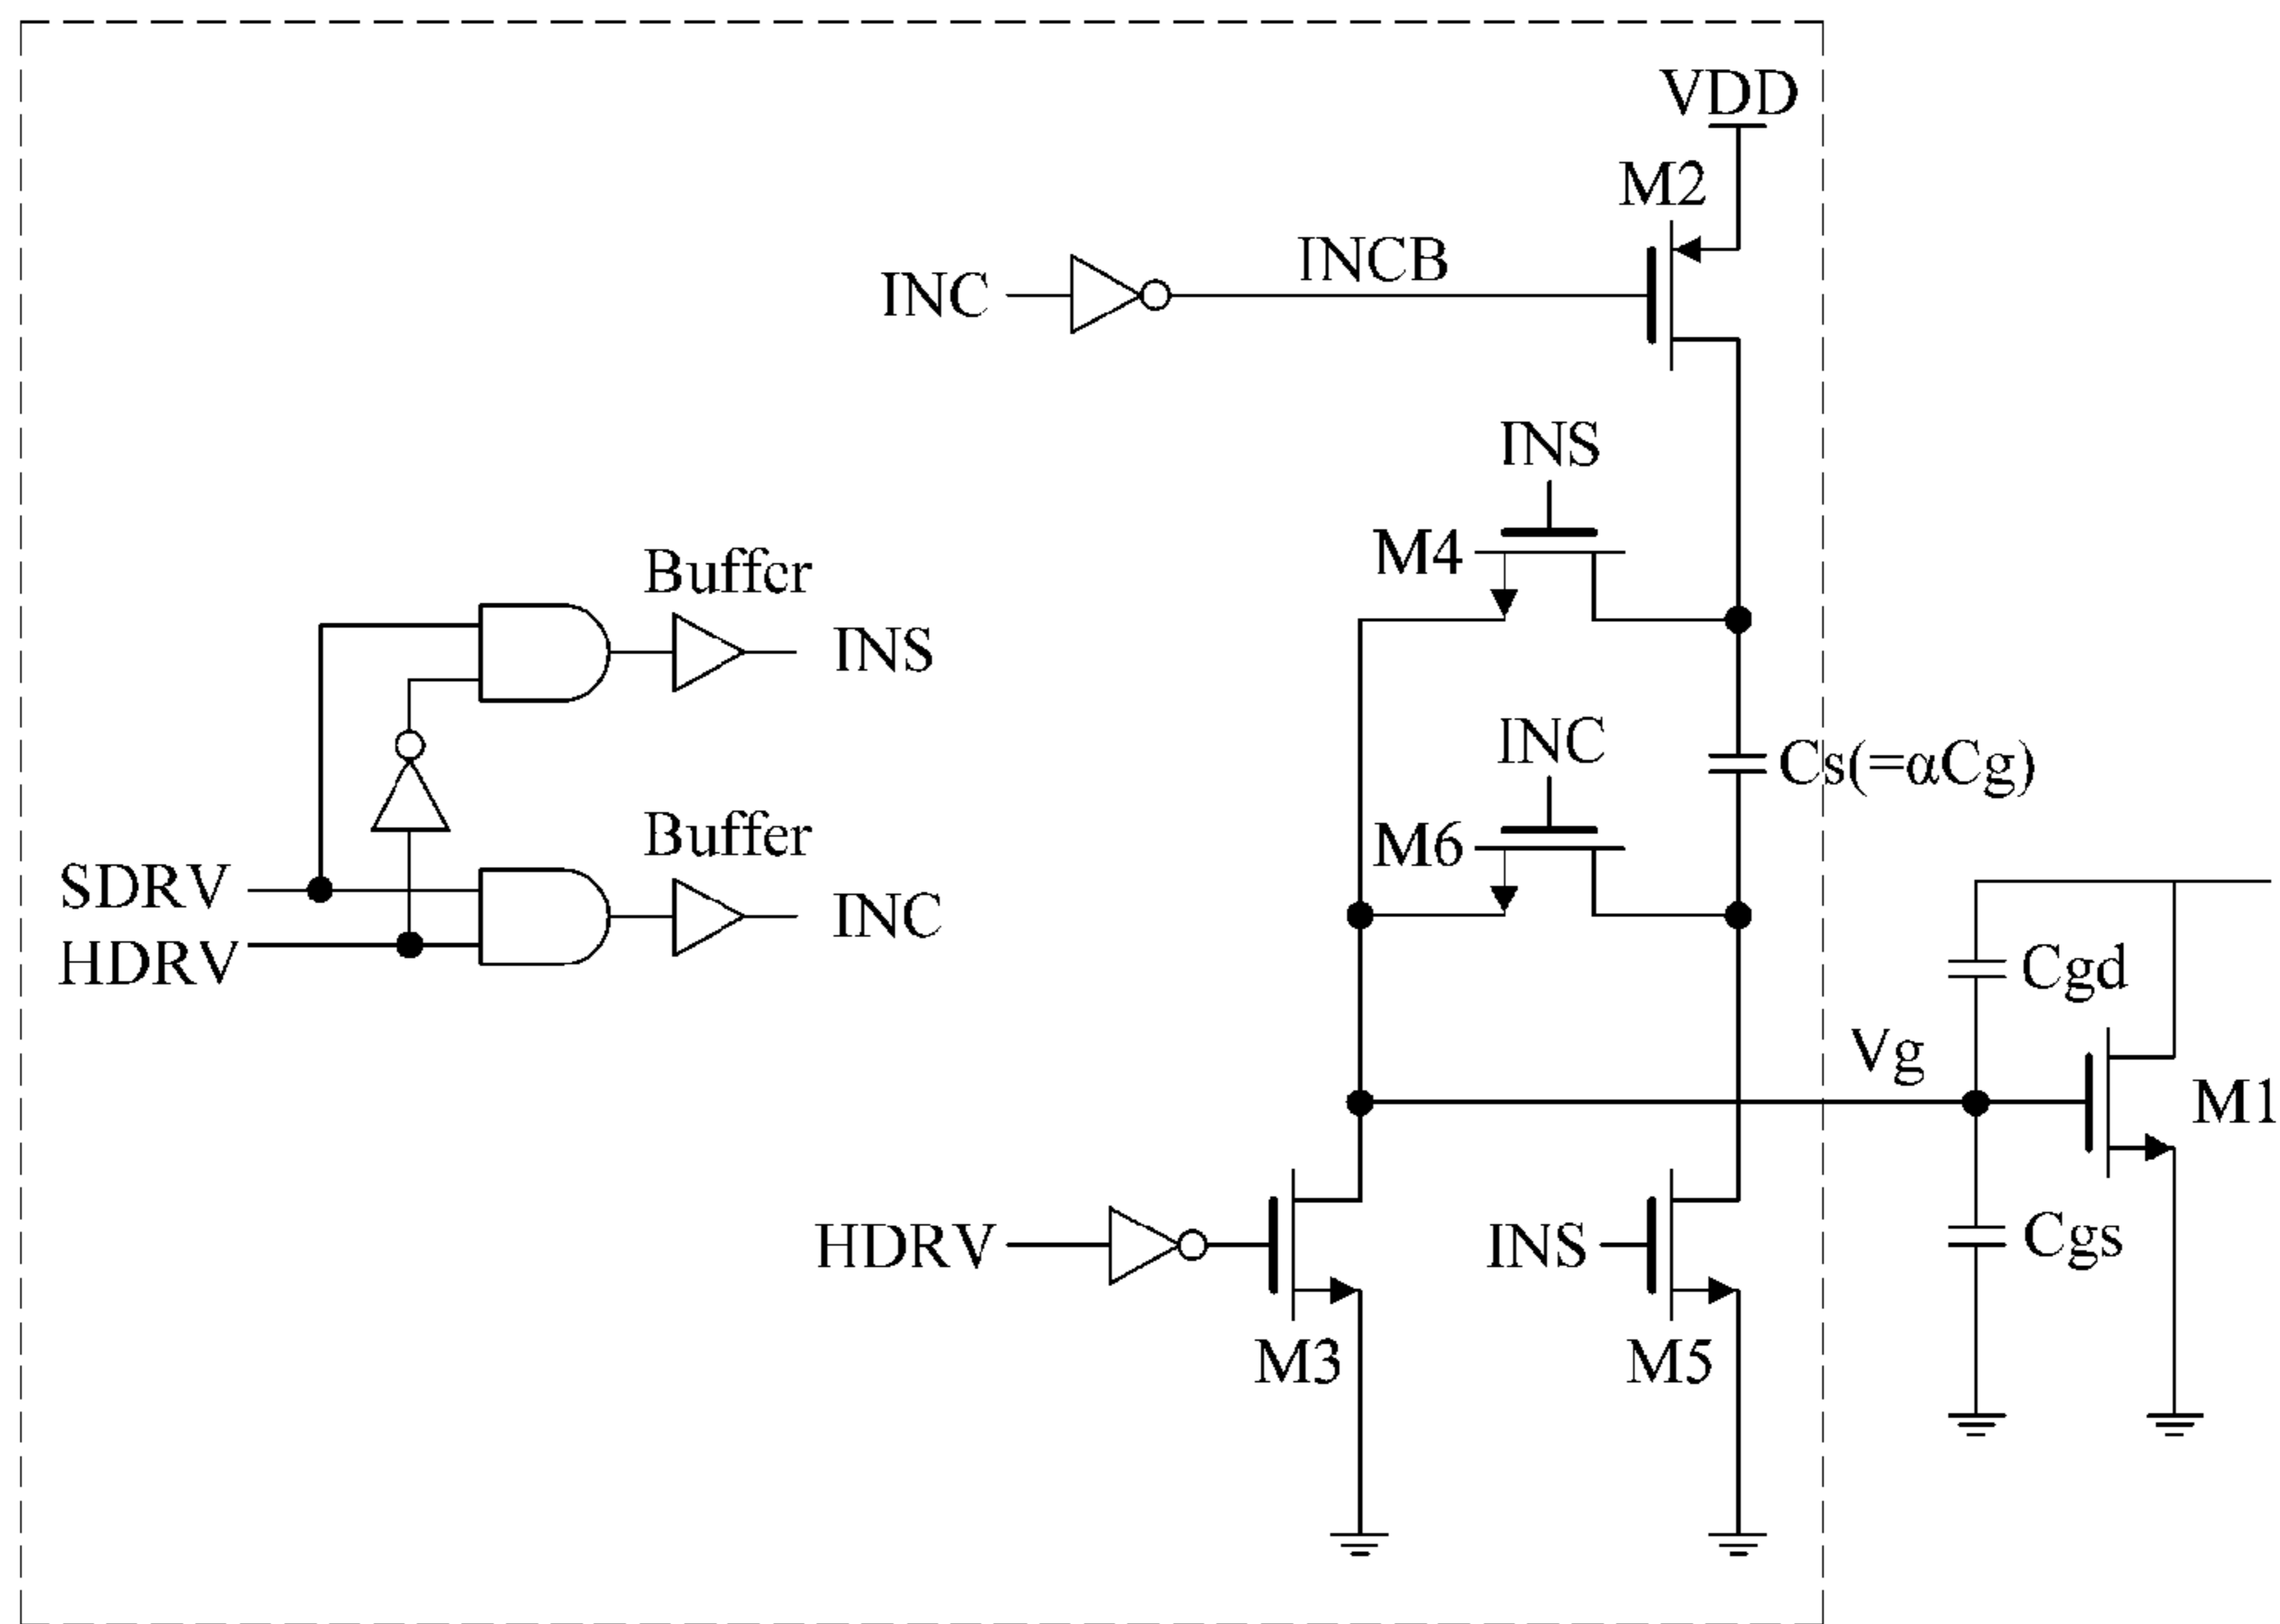 VDD
M2
INC
INCB
INS
M4
Buffer
INS
INC
Cs(=αCg)
M6
Buffer
SDRV
INC
HDRV
Cgd
Vg
M1
HDRV
INS
Cgs
M3
M5